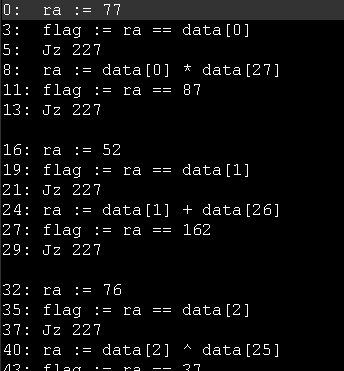 0: ra := 77
3: flag := ra == data[0]
5: Jz 227
8: ra := data[0] * data[27]
11: flag := ra == 87
13: Jz 227
16: ra := 52
19: flag := ra == data[1]
21: Jz 227
24: ra := data[1] + data[26]
27: flag := ra == 162
29: Jz 227
32: ra := 76
35: flag := ra == data[2]
37: Jz 227
40: ra := data[2] ^ data[25]
43: flag := ra == 37